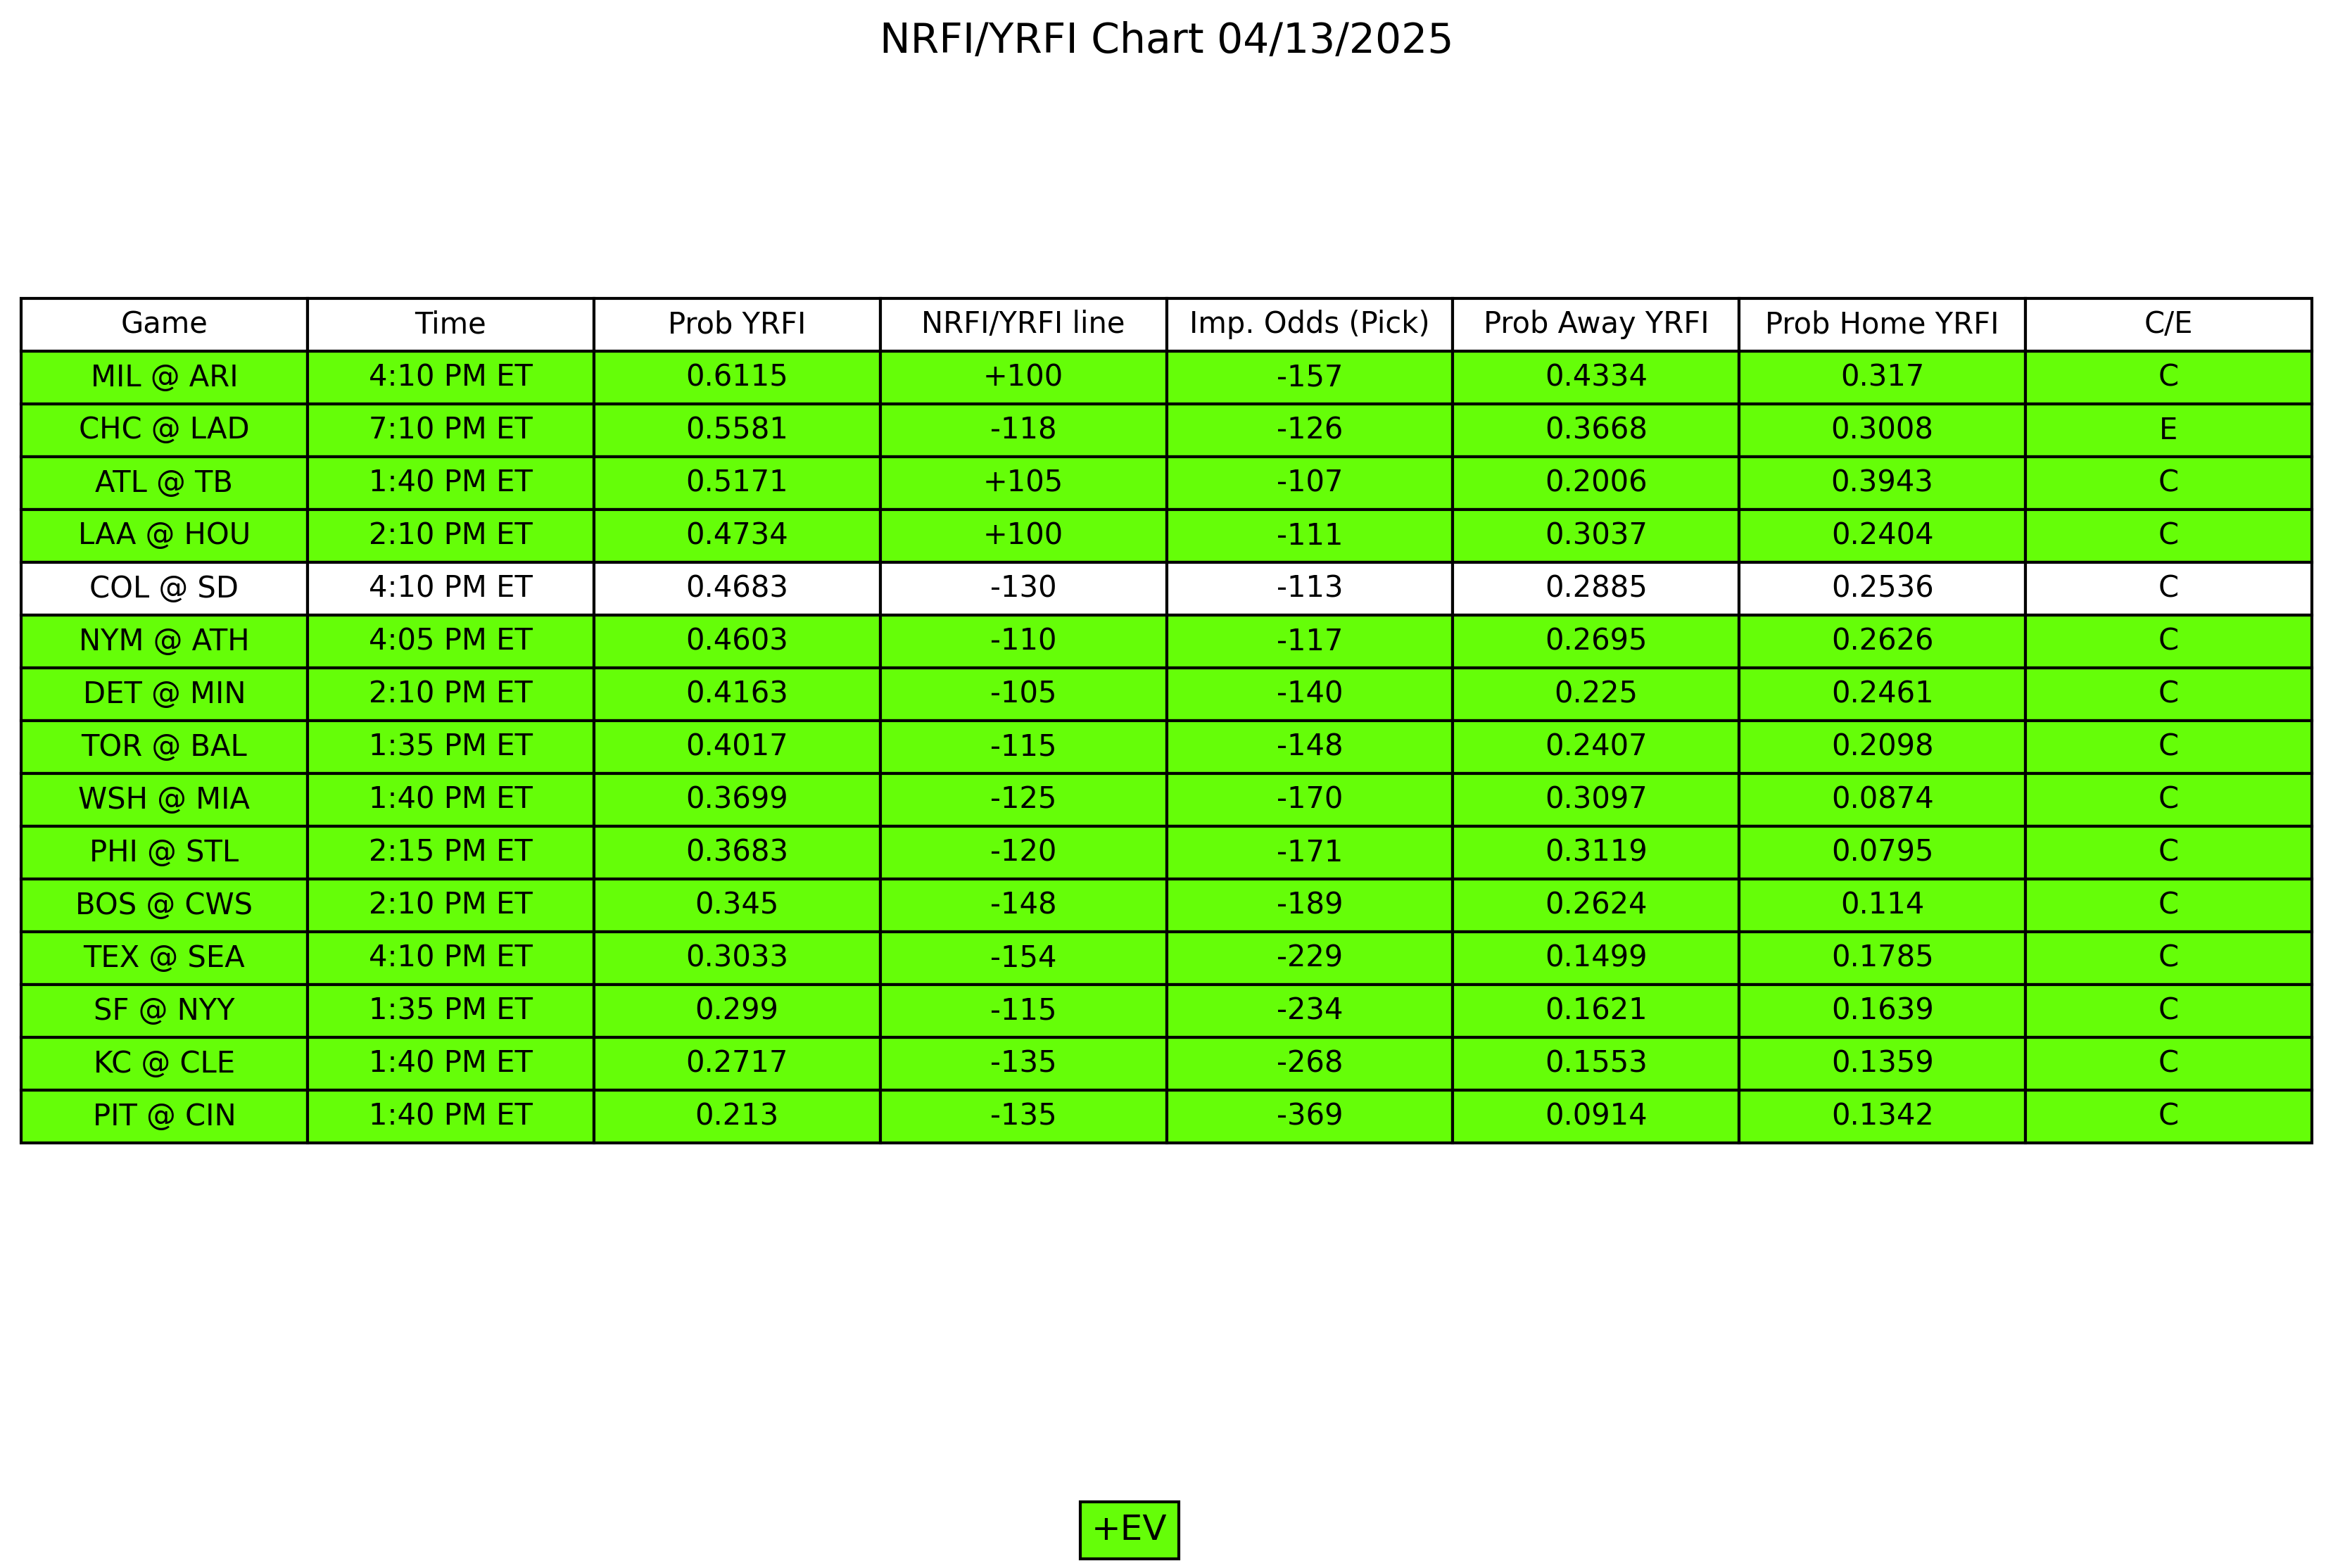 NRFI/YRFI Chart 04/13/2025
Game Time Prob YRFI NRFI/YRFI line Imp. Odds (Pick) Prob Away YRFI Prob Home YRFI C/E
MIL @ ARI 4:10 PM ET 0.6115 +100 -157 0.4334 0.317 C
CHC @ LAD 7:10 PM ET 0.5581 -118 -126 0.3668 0.3008 E
ATL @ TB 1:40 PM ET 0.5171 +105 -107 0.2006 0.3943 C
LAA @ HOU 2:10 PM ET 0.4734 +100 -111 0.3037 0.2404 C
COL @ SD 4:10 PM ET 0.4683 -130 -113 0.2885 0.2536 C
NYM @ ATH 4:05 PM ET 0.4603 -110 -117 0.2695 0.2626 C
DET @ MIN 2:10 PM ET 0.4163 -105 -140 0.225 0.2461 C
TOR @ BAL 1:35 PM ET 0.4017 -115 -148 0.2407 0.2098 C
WSH @ MIA 1:40 PM ET 0.3699 -125 -170 0.3097 0.0874 C
PHI @ STL 2:15 PM ET 0.3683 -120 -171 0.3119 0.0795 C
BOS @ CWS 2:10 PM ET 0.345 -148 -189 0.2624 0.114 C
TEX @ SEA 4:10 PM ET 0.3033 -154 -229 0.1499 0.1785 C
SF @ NYY 1:35 PM ET 0.299 -115 -234 0.1621 0.1639 C
KC @ CLE 1:40 PM ET 0.2717 -135 -268 0.1553 0.1359 C
PIT @ CIN 1:40 PM ET 0.213 -135 -369 0.0914 0.1342 C
+EV